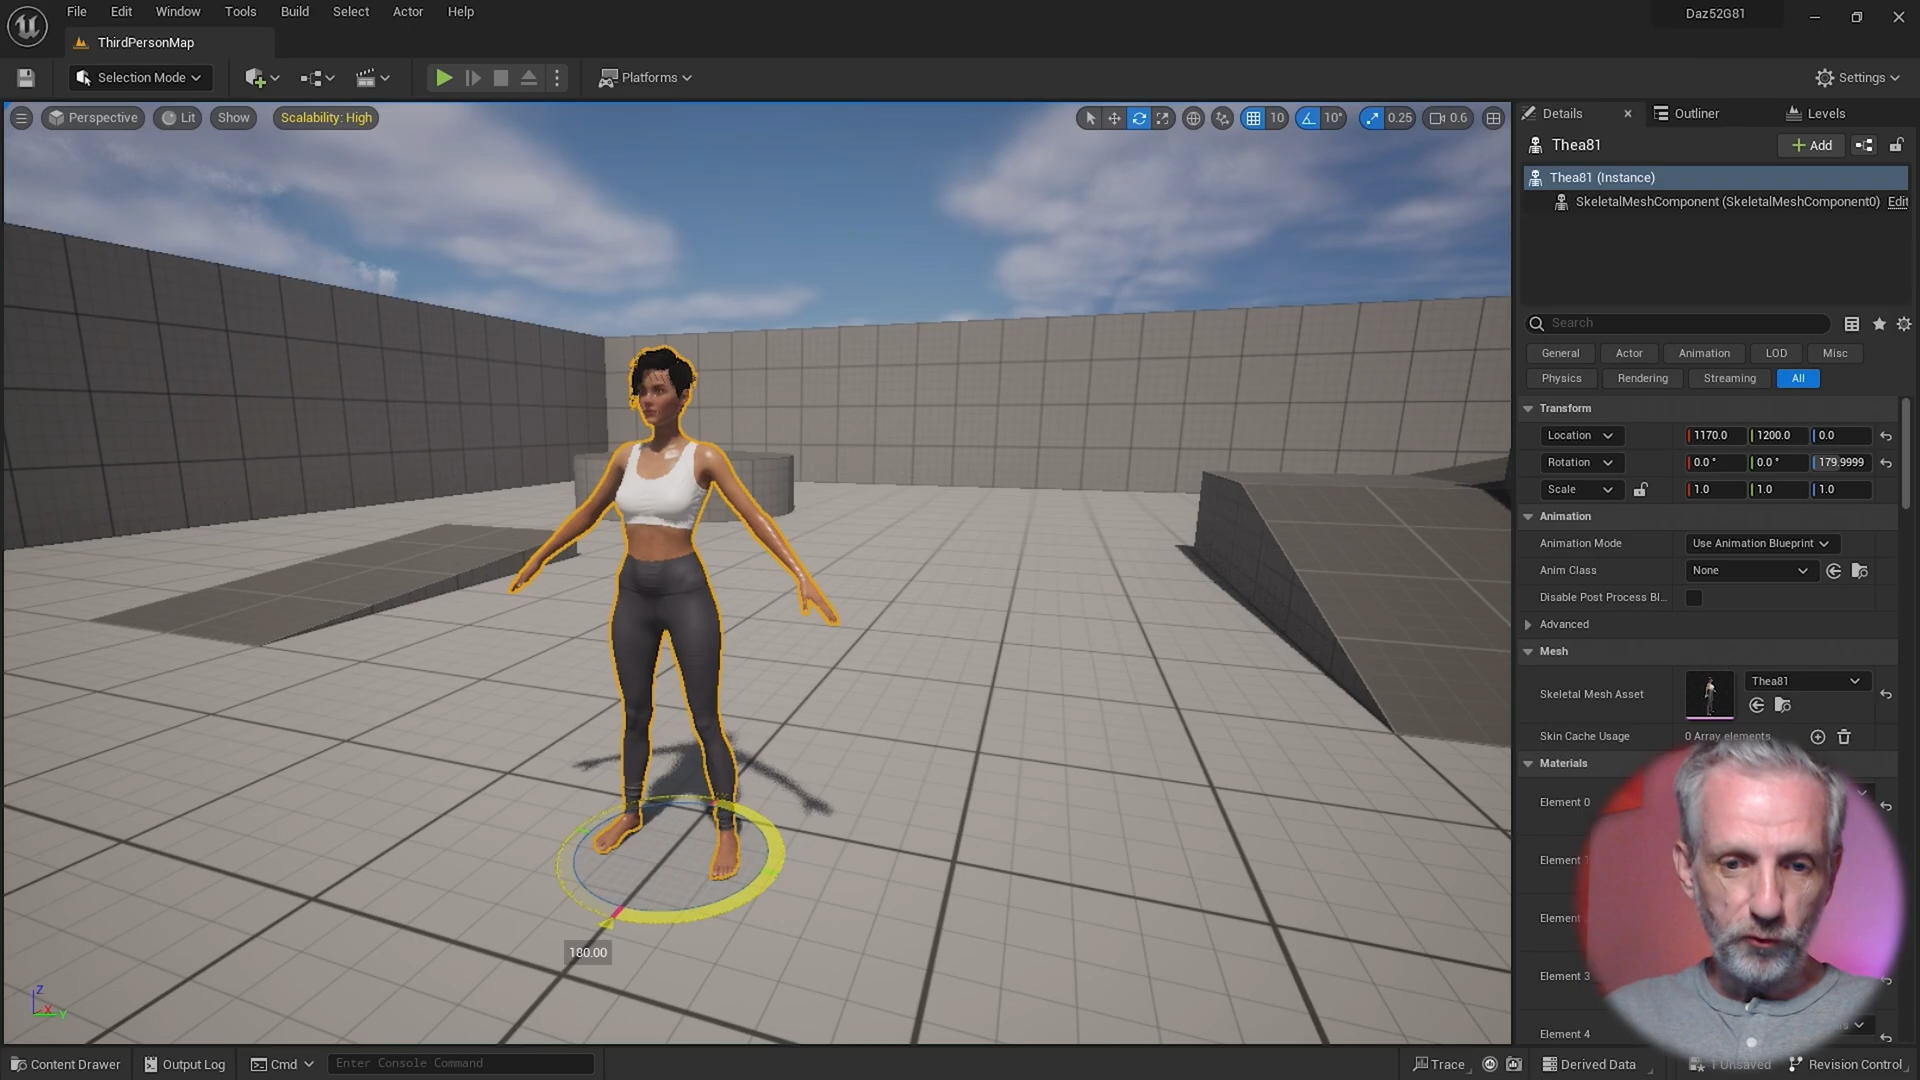 File Edit Window Tools Build Select Actor Help
Daz52G81
ThirdPersonMap
Selection Mode
Platforms
Settings
Perspective Lit Show Scalability: High
10 10° 0.25 0.6
Details Outliner Levels
Thea81
Add
Thea81 (Instance)
SkeletalMeshComponent (SkeletalMeshComponent0) Edit
Search
General Actor Animation LOD Misc
Physics Rendering Streaming All
Transform
Location 1170.0 1200.0 0.0
Rotation 0.0 ° 0.0 ° 179.9999
Scale 1.0 1.0 1.0
Animation
Animation Mode Use Animation Blueprint
Anim Class None
Disable Post Process Bl...
Advanced
Mesh
Skeletal Mesh Asset Thea81
Skin Cache Usage 0 Array elements
Materials
Element 0
Element
Element
Element 3
Element 4
180.00
Z
X
Y
Content Drawer Output Log Cmd Enter Console Command
Trace Derived Data 1 Unsaved Revision Control